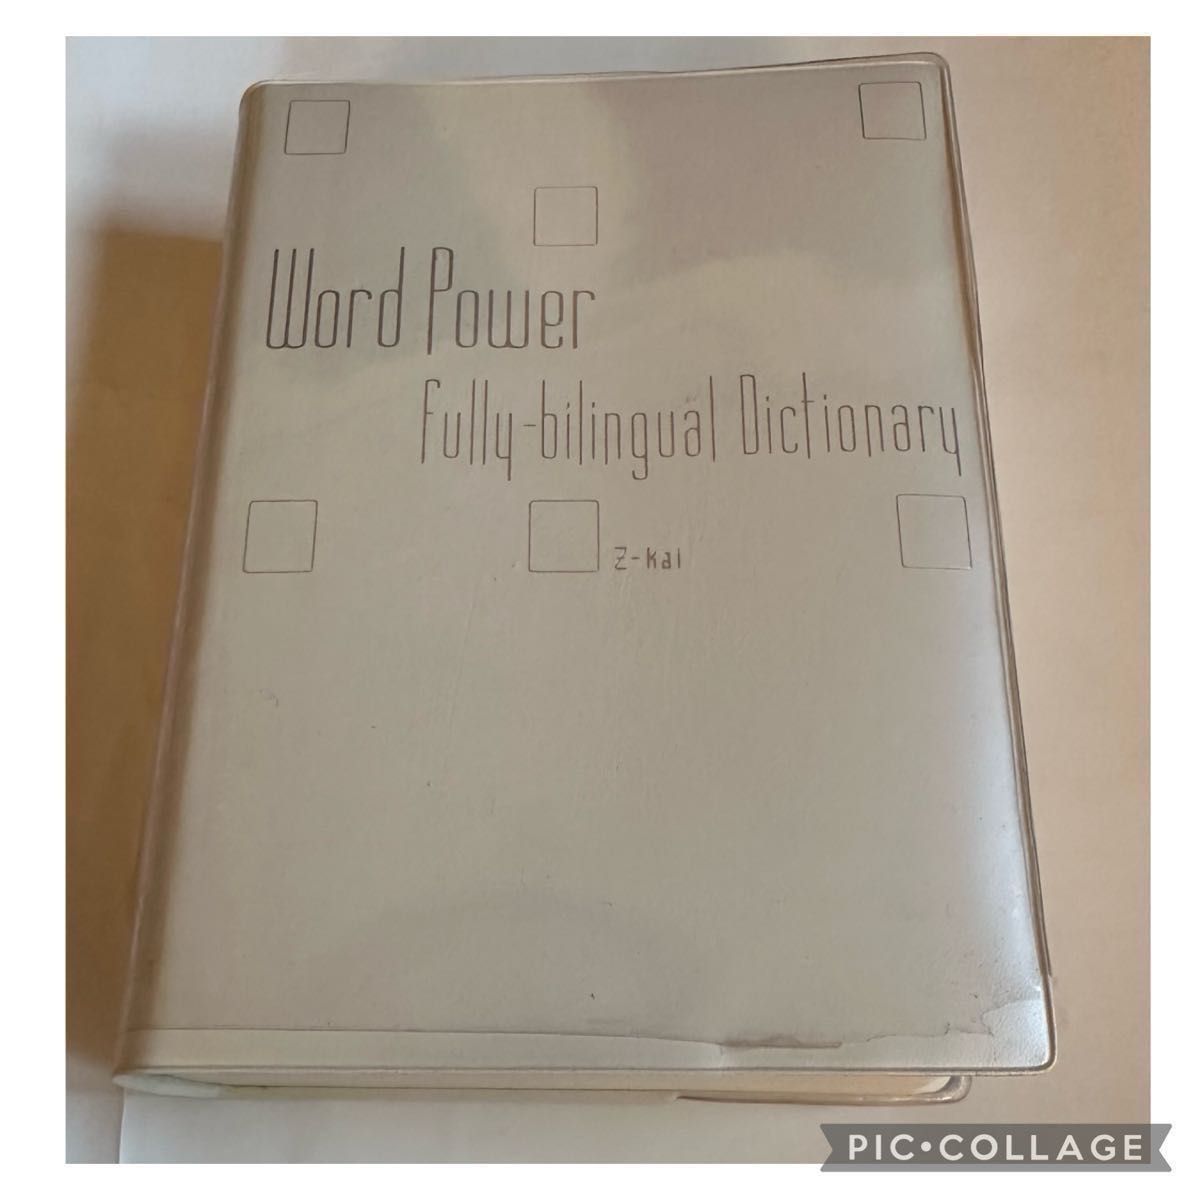 Word Power
Fully-bilingual Dictionary
Z-kai
PIC•COLLAGE